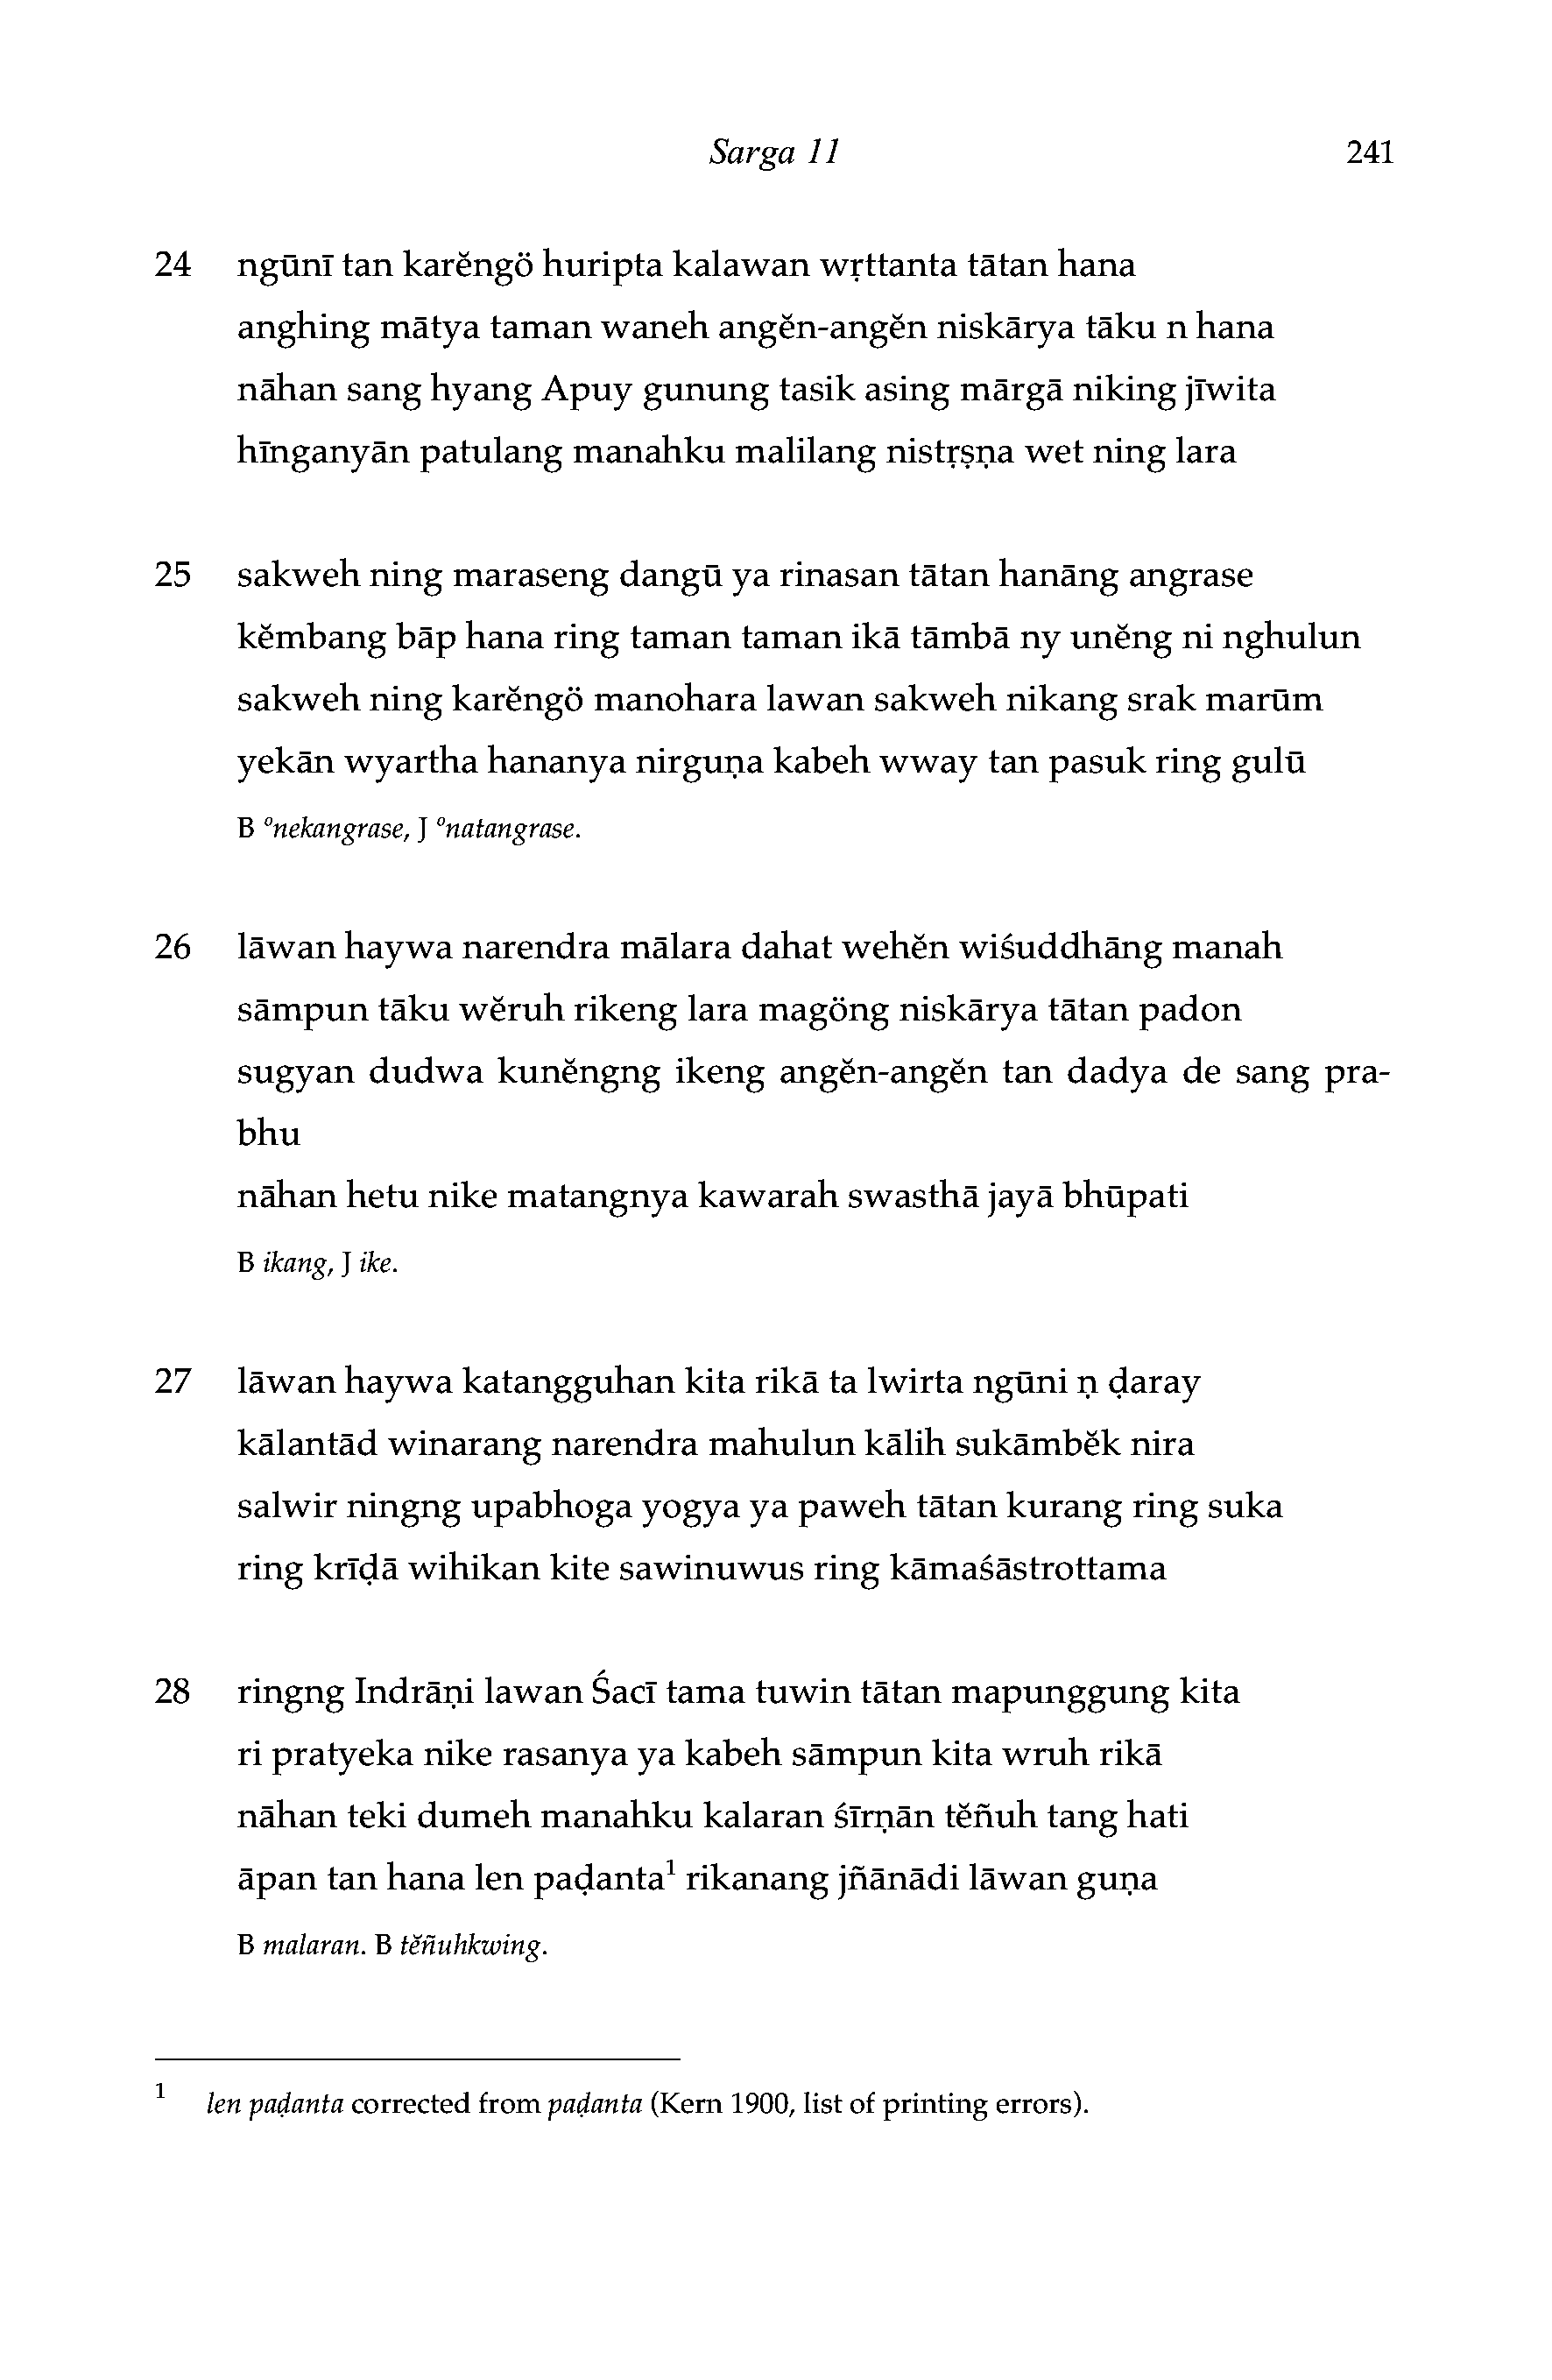 Sarga 11 241
24 ngūnī tan karĕngö huripta kalawan wṛttanta tātan hana
anghing mātya taman waneh angĕn-angĕn niskārya tāku n hana
nāhan sang hyang Apuy gunung tasik asing mārgā niking jīwita
hīnganyān patulang manahku malilang nistṛṣṇa wet ning lara
25 sakweh ning maraseng dangū ya rinasan tātan hanāng angrase
kĕmbang bāp hana ring taman taman ikā tāmbā ny unĕng ni nghulun
sakweh ning karĕngö manohara lawan sakweh nikang srak marūm
yekān wyartha hananya nirguṇa kabeh wway tan pasuk ring gulū
B °nekangrase, J °natangrase.
26 lāwan haywa narendra mālara dahat wehĕn wiśuddhāng manah
sāmpun tāku wĕruh rikeng lara magöng niskārya tātan padon
sugyan dudwa kunĕngng ikeng angĕn-angĕn tan dadya de sang pra-
bhu
nāhan hetu nike matangnya kawarah swasthā jayā bhūpati
B ikang, J ike.
27 lāwan haywa katangguhan kita rikā ta lwirta ngūni ṇ ḍaray
kālantād winarang narendra mahulun kālih sukāmbĕk nira
salwir ningng upabhoga yogya ya paweh tātan kurang ring suka
ring krīḍā wihikan kite sawinuwus ring kāmaśāstrottama
28 ringng Indrāṇi lawan Śacī tama tuwin tātan mapunggung kita
ri pratyeka nike rasanya ya kabeh sāmpun kita wruh rikā
nāhan teki dumeh manahku kalaran śīrṇān tĕñuh tang hati
āpan tan hana len paḍanta¹ rikanang jñānādi lāwan guṇa
B malaran. B tĕñuhkwing.
¹ len paḍanta corrected from paḍanta (Kern 1900, list of printing errors).